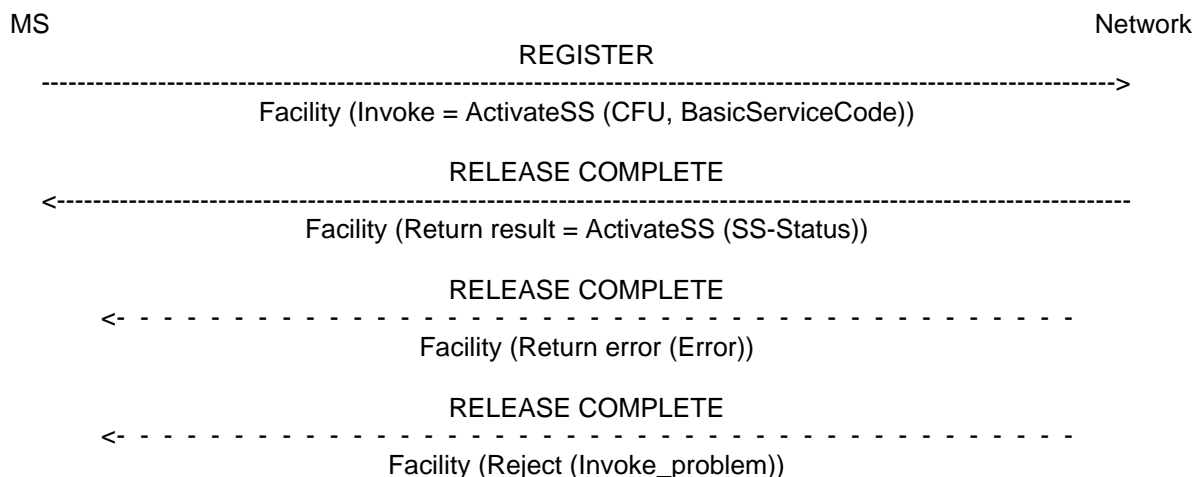 MS Network
REGISTER
Facility (Invoke = ActivateSS (CFU, BasicServiceCode))
RELEASE COMPLETE
Facility (Return result = ActivateSS (SS-Status))
RELEASE COMPLETE
Facility (Return error (Error))
RELEASE COMPLETE
Facility (Reject (Invoke_problem))